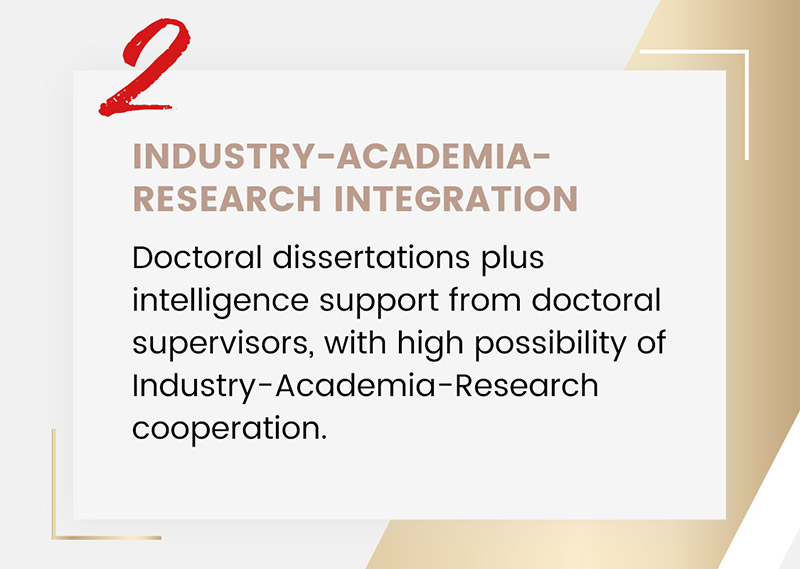 2
INDUSTRY-ACADEMIA-
RESEARCH INTEGRATION
Doctoral dissertations plus
intelligence support from doctoral
supervisors, with high possibility of
Industry-Academia-Research
cooperation.